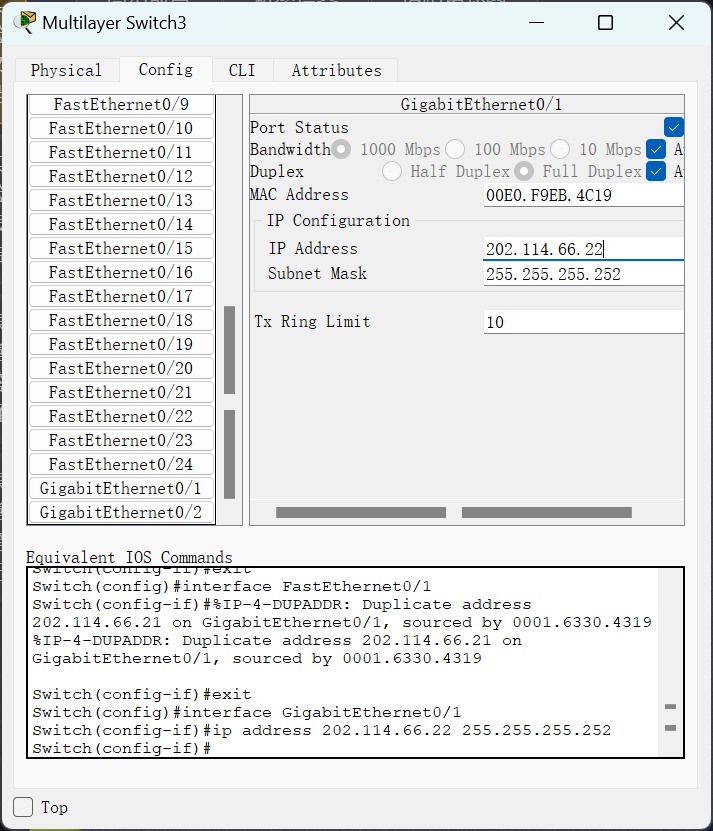 Multilayer Switch3
Physical Config CLI Attributes
FastEthernet0/9
FastEthernet0/10
FastEthernet0/11
FastEthernet0/12
FastEthernet0/13
FastEthernet0/14
FastEthernet0/15
FastEthernet0/16
FastEthernet0/17
FastEthernet0/18
FastEthernet0/19
FastEthernet0/20
FastEthernet0/21
FastEthernet0/22
FastEthernet0/23
FastEthernet0/24
GigabitEthernet0/1
GigabitEthernet0/2
GigabitEthernet0/1
Port Status
Bandwidth 1000 Mbps 100 Mbps 10 Mbps
Duplex Half Duplex Full Duplex
MAC Address 00E0.F9EB.4C19
IP Configuration
IP Address 202.114.66.22
Subnet Mask 255.255.255.252
Tx Ring Limit 10
Equivalent IOS Commands
Switch(config-if)#exit
Switch(config)#interface FastEthernet0/1
Switch(config-if)#%IP-4-DUPADDR: Duplicate address
202.114.66.21 on GigabitEthernet0/1, sourced by 0001.6330.4319
%IP-4-DUPADDR: Duplicate address 202.114.66.21 on
GigabitEthernet0/1, sourced by 0001.6330.4319
Switch(config-if)#exit
Switch(config)#interface GigabitEthernet0/1
Switch(config-if)#ip address 202.114.66.22 255.255.255.252
Switch(config-if)#
Top